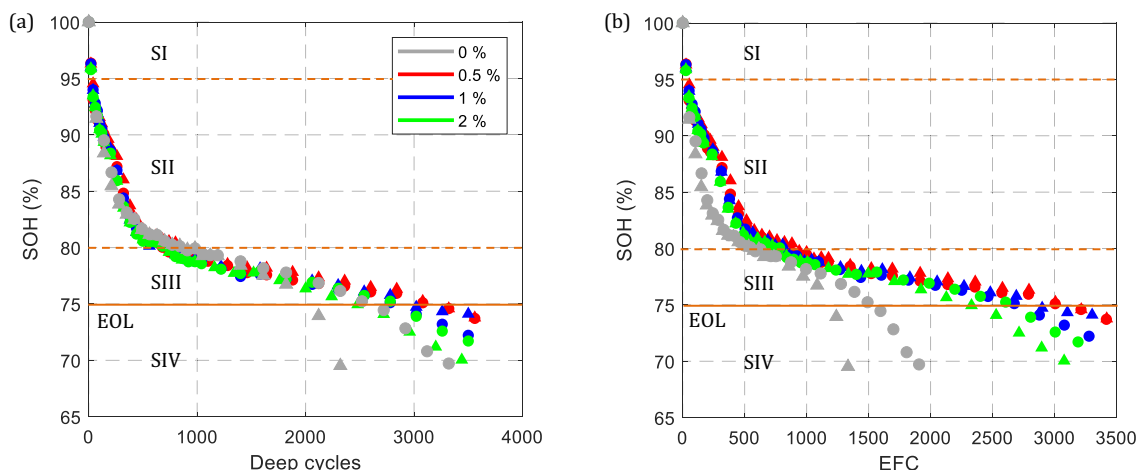 (a)
100
95
90
85
80
75
70
65
SOH (%)
SI
SII
SIII
EOL
SIV
0 %
0.5 %
1 %
2 %
0
1000
2000
3000
4000
Deep cycles
(b)
100
95
90
85
80
75
70
65
SOH (%)
SI
SII
SIII
EOL
SIV
0
500
1000
1500
2000
2500
3000
3500
EFC